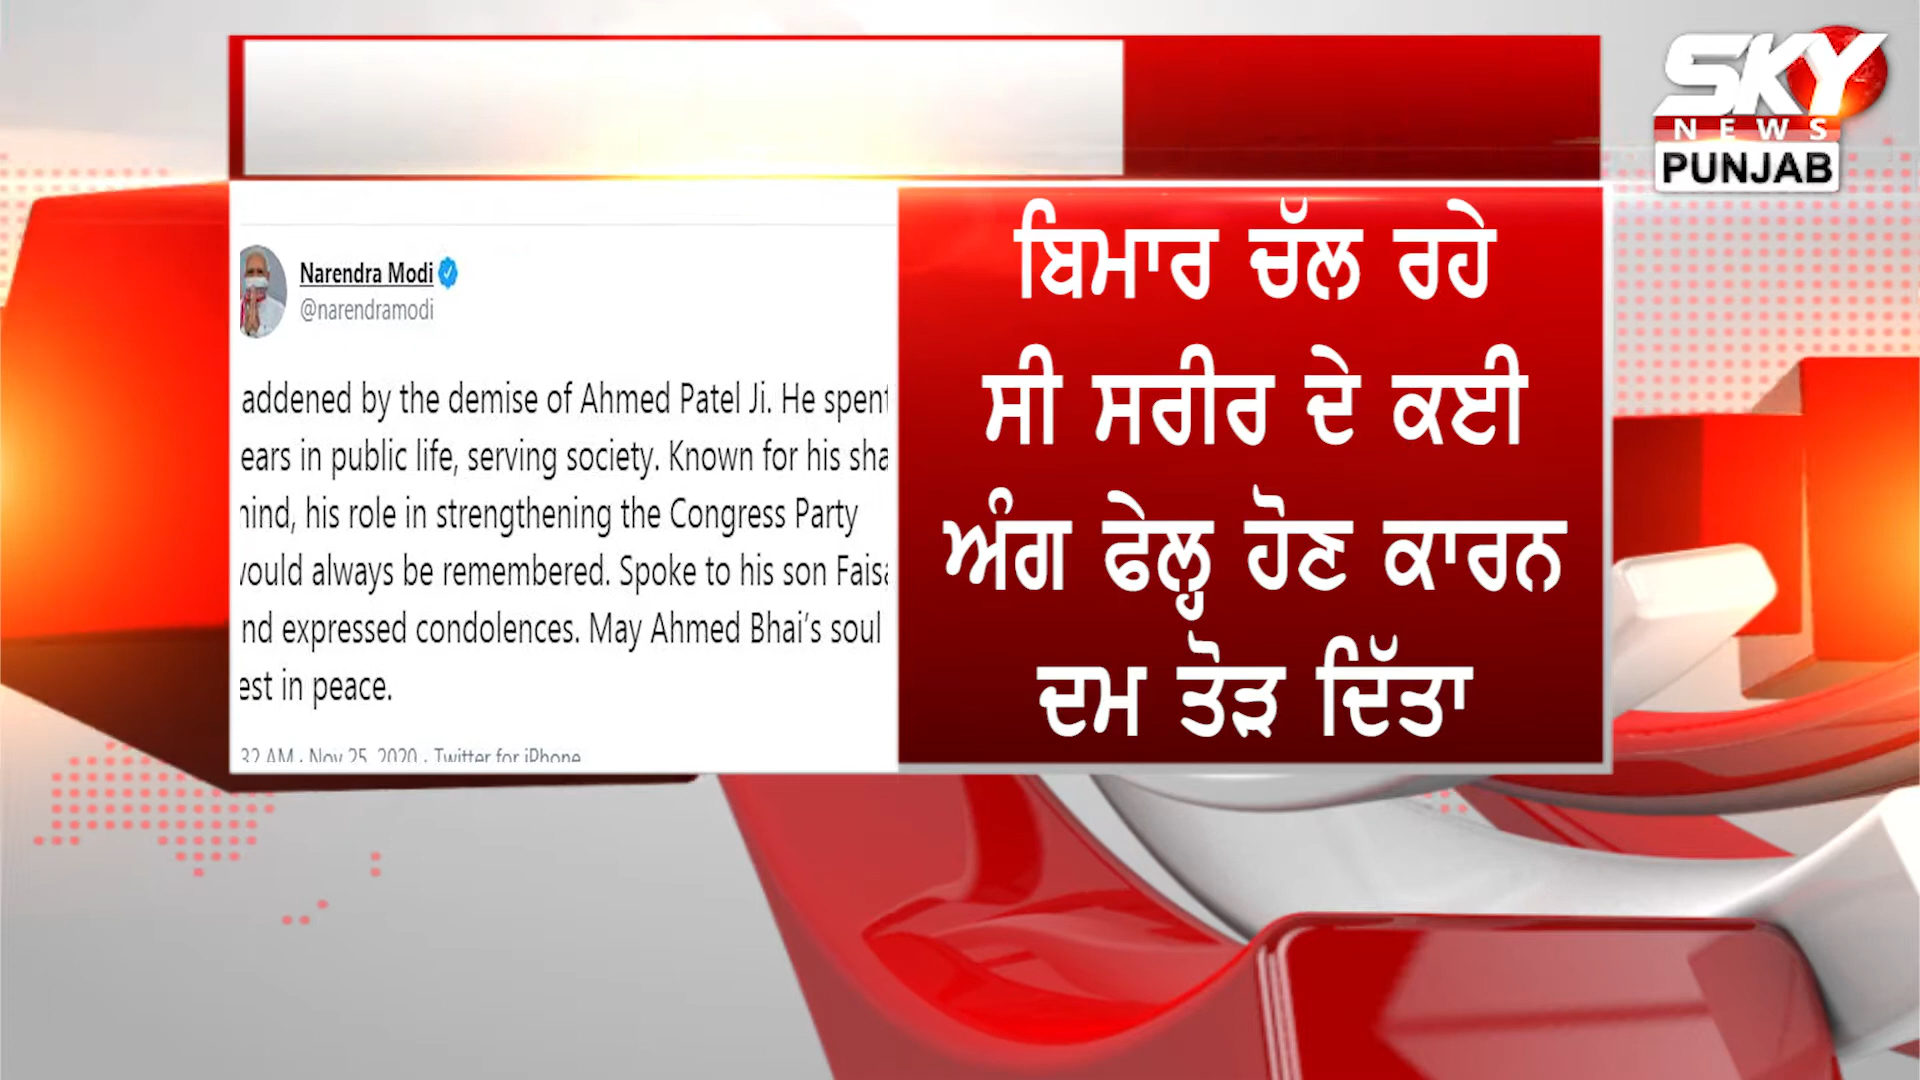 SKY
NEWS
PUNJAB
Narendra Modi
@narendramodi
addened by the demise of Ahmed Patel Ji. He spent
ears in public life, serving society. Known for his sha
hind, his role in strengthening the Congress Party
vould always be remembered. Spoke to his son Faisa
nd expressed condolences. May Ahmed Bhai's soul
est in peace.
32 AM · Nov 25, 2020 · Twitter for iPhone
ਬਿਮਾਰ ਚੱਲ ਰਹੇ
ਸੀ ਸਰੀਰ ਦੇ ਕਈ
ਅੰਗ ਫੇਲ੍ਹ ਹੋਣ ਕਾਰਨ
ਦਮ ਤੋੜ ਦਿੱਤਾ